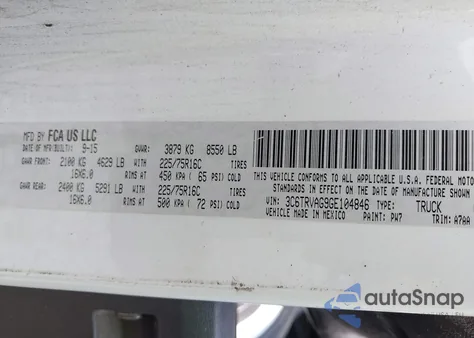 MFD BY FCA US LLC
DATE OF MFR/BUILT: 9-15 GVWR: 3879 KG 8550 LB
GAWR FRONT: 2100 KG 4629 LB WITH 225/75R16C TIRES
16X6.0 RIMS AT 450 KPA ( 65 PSI) COLD
GAWR REAR: 2400 KG 5291 LB WITH 225/75R16C TIRES
16X6.0 RIMS AT 500 KPA ( 72 PSI) COLD
THIS VEHICLE CONFORMS TO ALL APPLICABLE U.S.A. FEDERAL MOTO
STANDARDS IN EFFECT ON THE DATE OF MANUFACTURE SHOWN
VIN: 3C6TRVAG9GE104846 TYPE: TRUCK
VEHICLE MADE IN MEXICO PAINT: PW7 TRIM: A7AA
autoSnap